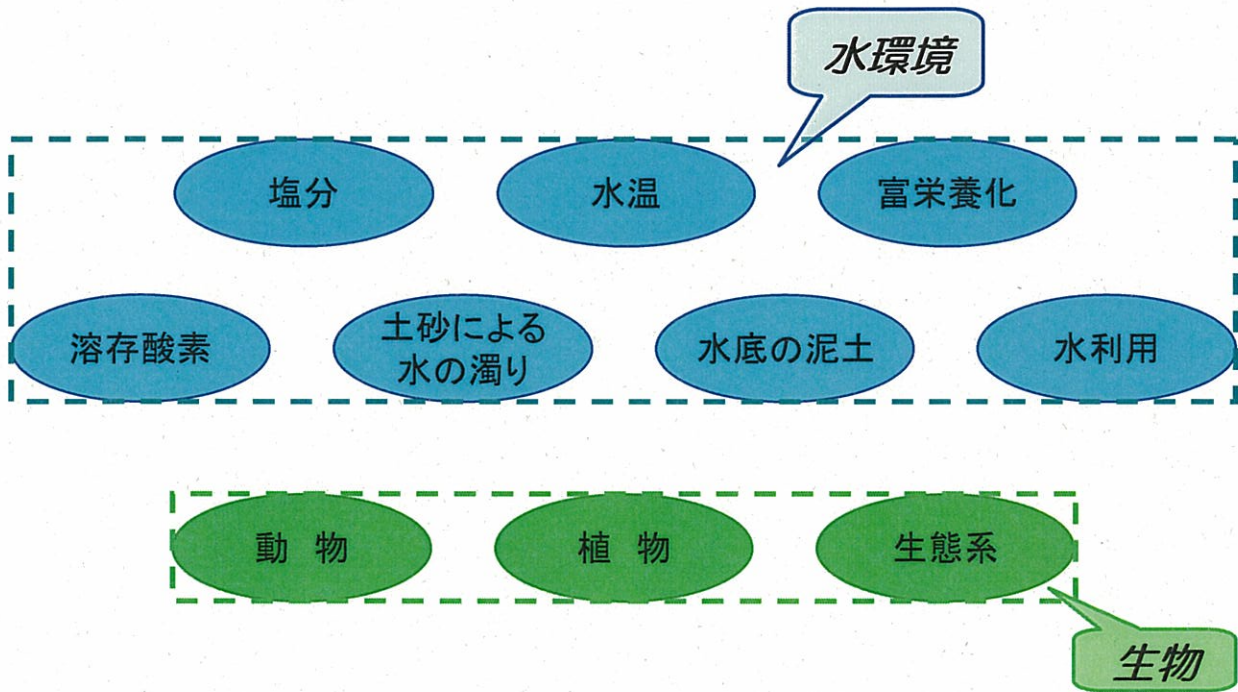 水環境
塩分
水温
富栄養化
溶存酸素
土砂による
水の濁り
水底の泥土
水利用
動 物
植 物
生態系
生物